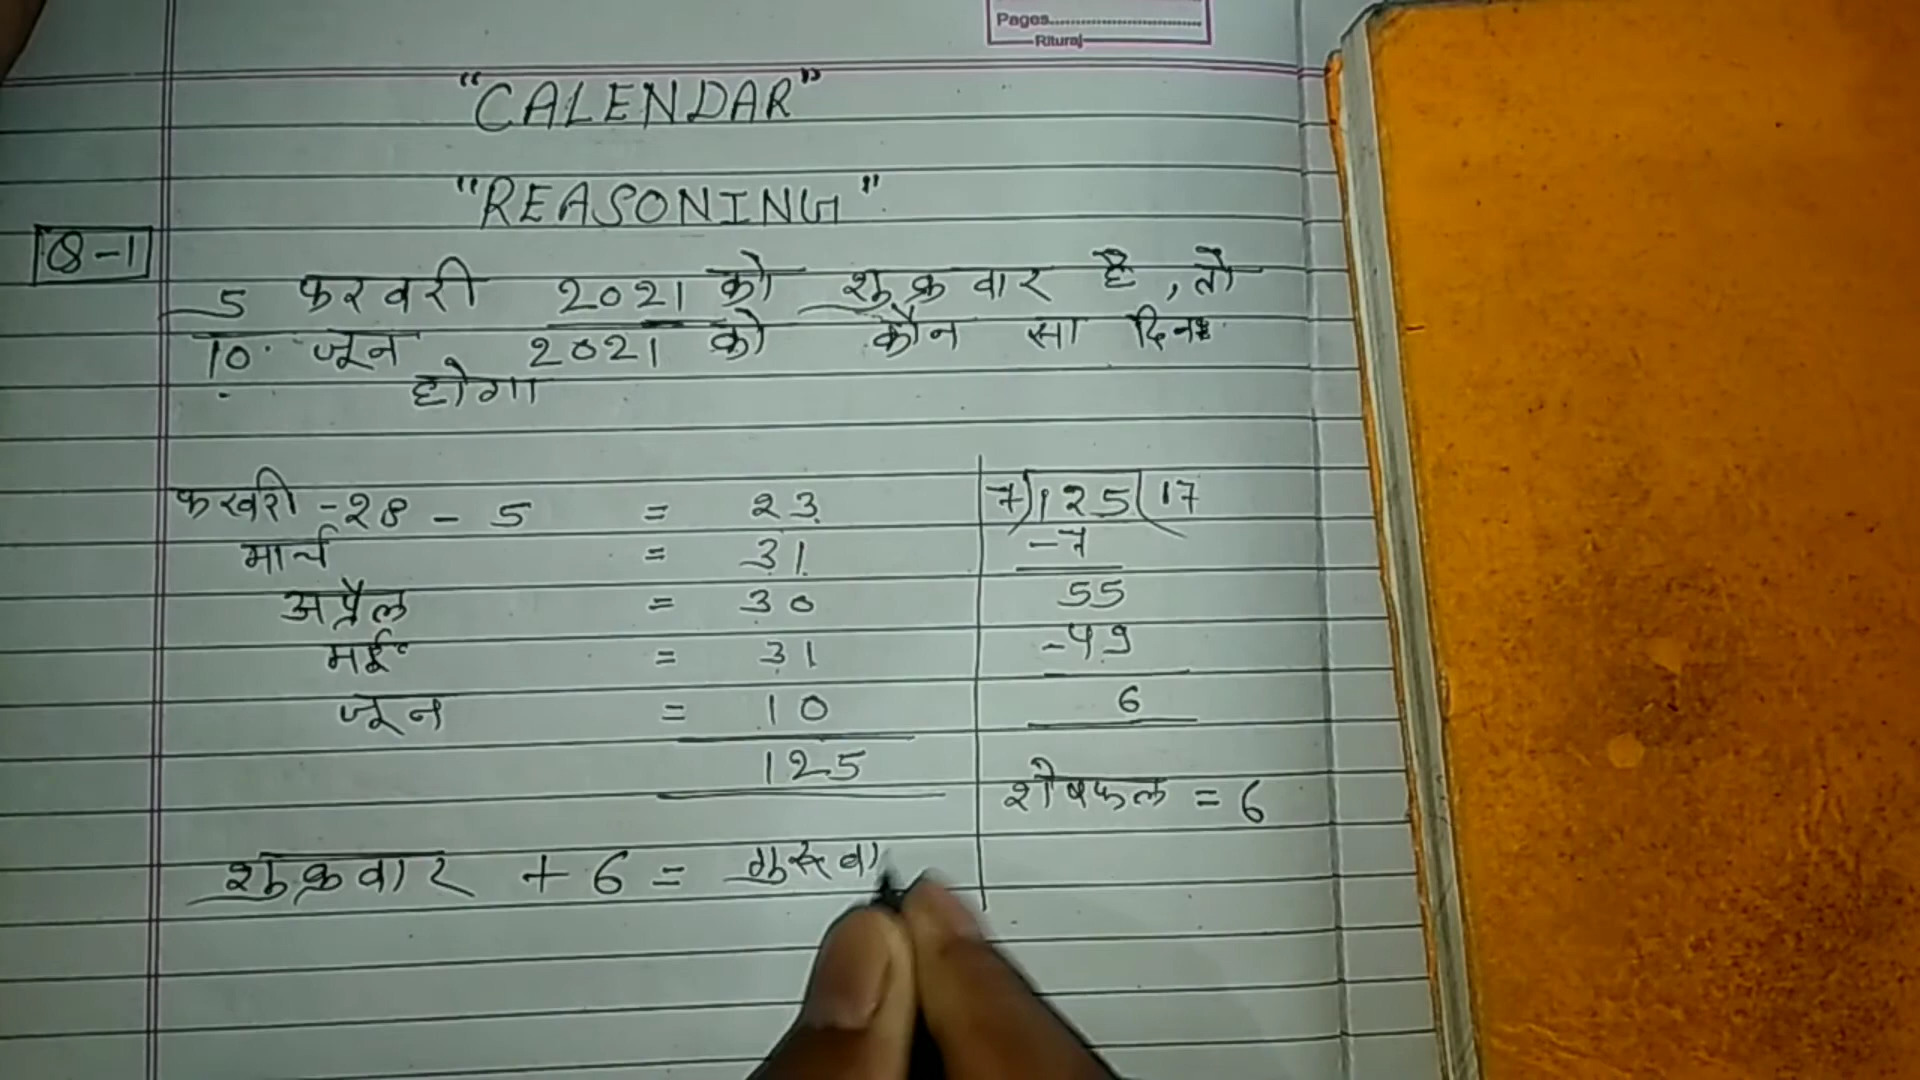 Pages
Rituraj
"CALENDAR"
"REASONING"
Q-1
5 फरवरी 2021 को शुक्रवार है, तो
10 जून 2021 को कौन सा दिन
होगा
फरवरी - 28 - 5 = 23
मार्च = 31
अप्रैल = 30
मई = 31
जून = 10
125
7)125(17
-7
55
-49
6
शेषफल = 6
शुक्रवार + 6 = गुरुवा